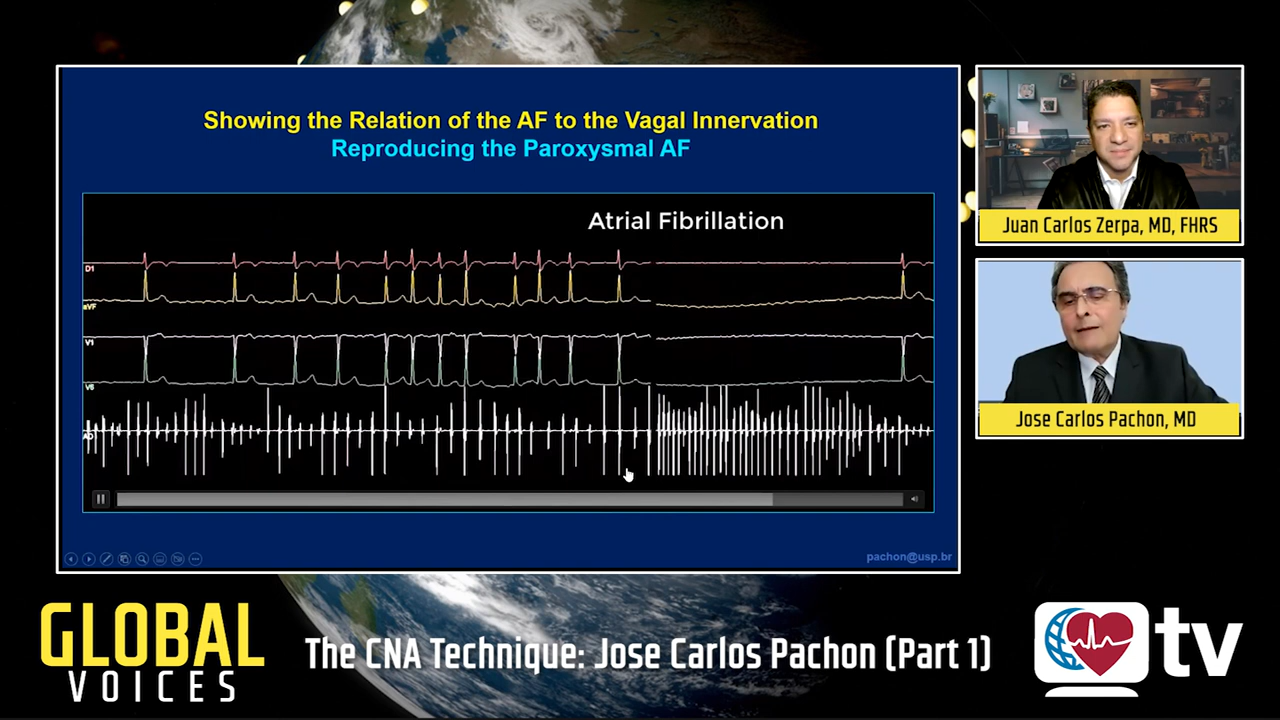 Showing the Relation of the AF to the Vagal Innervation
Reproducing the Paroxysmal AF
Atrial Fibrillation
D1
aVF
V1
V6
pachon@usp.br
Juan Carlos Zerpa, MD, FHRS
Jose Carlos Pachon, MD
GLOBAL
VOICES
The CNA Technique: Jose Carlos Pachon (Part 1)
tv